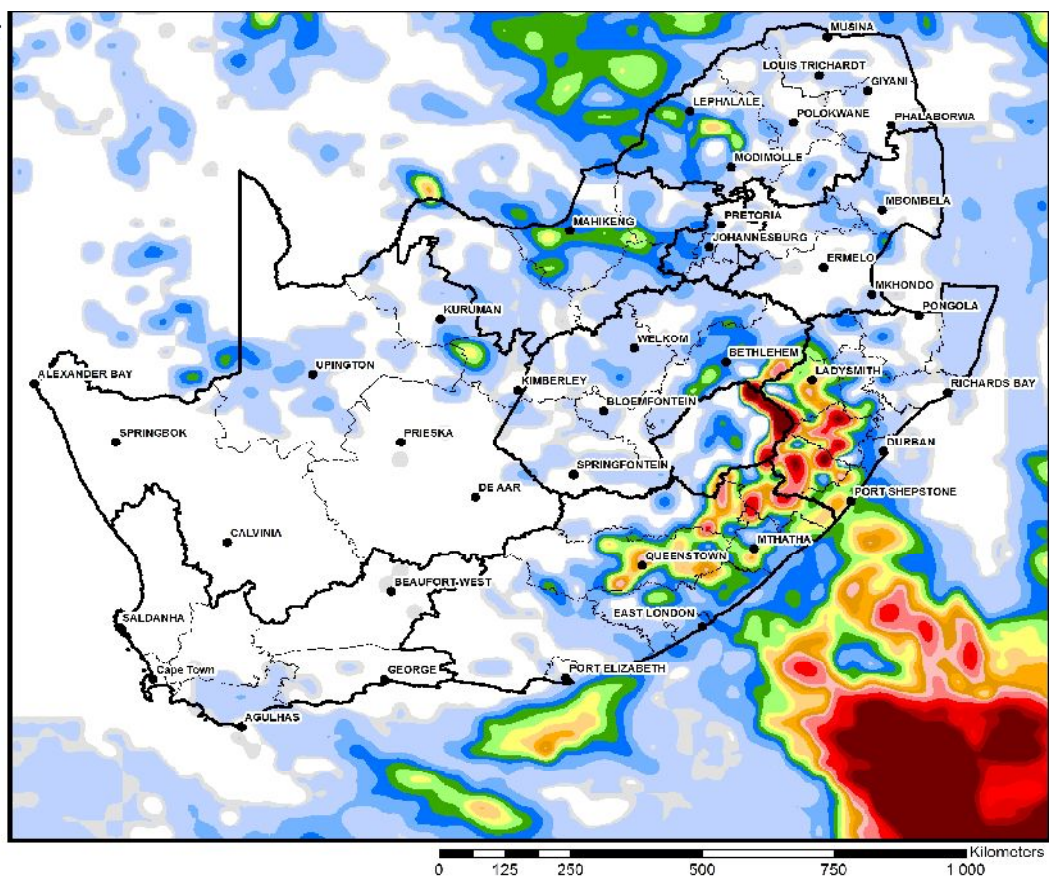 MUSINA
LOUIS TRICHARDT
GIYANI
LEPHALALE
POLOKWANE
PHALABORWA
MODIMOLLE
MBOMBELA
PRETORIA
MAHIKENG
JOHANNESBURG
ERMELO
MKHONDO
PONGOLA
KURUMAN
WELKOM
BETHLEHEM
UPINGTON
LADYSMITH
ALEXANDER BAY
KIMBERLEY
RICHARDS BAY
BLOEMFONTEIN
SPRINGBOK
PRIESKA
DURBAN
SPRINGFONTEIN
DE AAR
PORT SHEPSTONE
CALVINIA
MTHATHA
QUEENSTOWN
BEAUFORT-WEST
EAST LONDON
SALDANHA
Cape Town
GEORGE
PORT ELIZABETH
AGULHAS
Kilometers
0 125 250 500 750 1 000